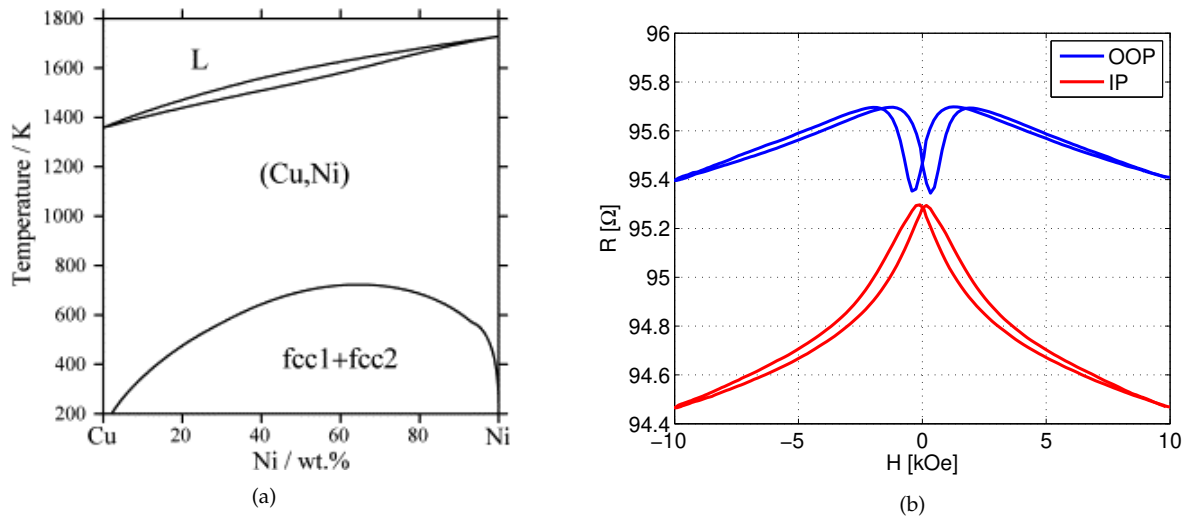 1800
1600
1400
1200
1000
800
600
400
200
Temperature / K
L
(Cu,Ni)
fcc1+fcc2
Cu 20 40 60 80 Ni
Ni / wt.%
(a)
96
95.8
95.6
95.4
95.2
95
94.8
94.6
94.4
R [Ω]
OOP
IP
−10 −5 0 5 10
H [kOe]
(b)